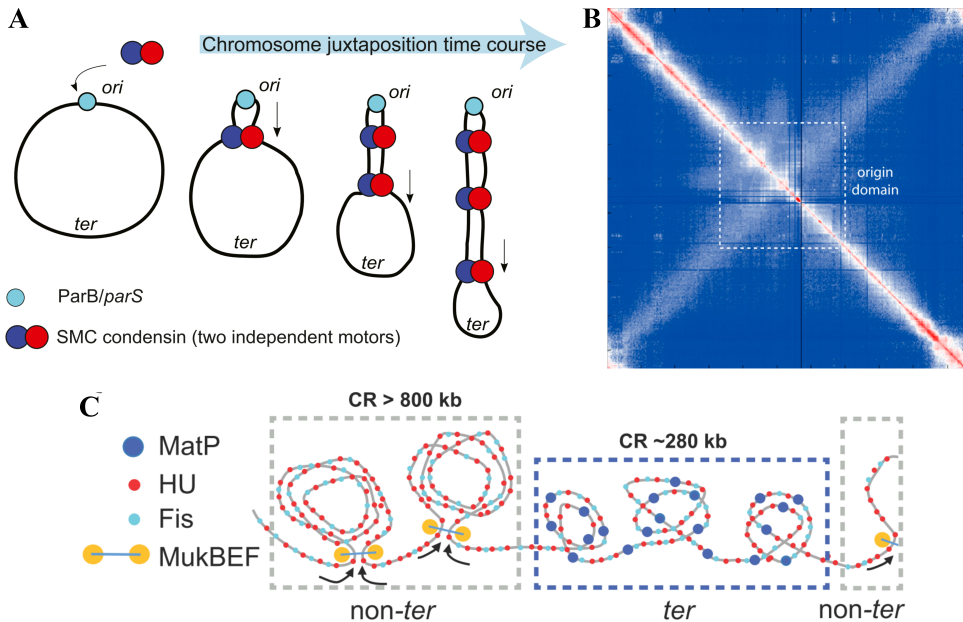 A
Chromosome juxtaposition time course
ori
ter
ori
ter
ori
ter
ori
ter
ParB/parS
SMC condensin (two independent motors)
B
origin
domain
C
CR > 800 kb
CR ~280 kb
MatP
HU
Fis
MukBEF
non-ter
ter
non-ter